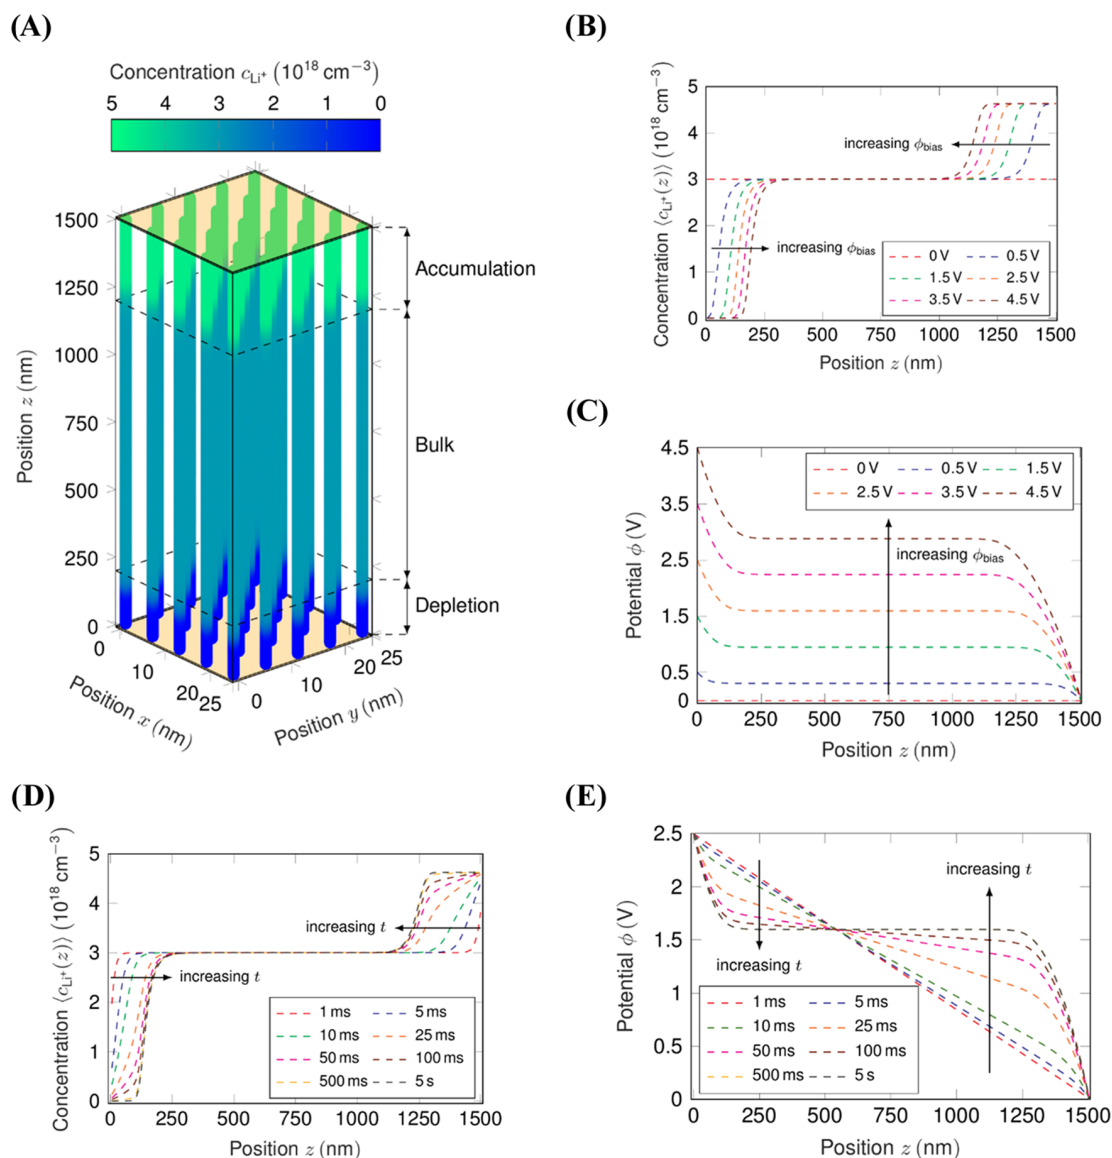 (A)
Concentration c_Li⁺ (10¹⁸ cm⁻³)
5 4 3 2 1 0
Position z (nm)
1500
1250
1000
750
500
250
0
Accumulation
Bulk
Depletion
0 10 20 25
Position x (nm)
0 10 20 25
Position y (nm)
(B)
Concentration ⟨c_Li⁺(z)⟩ (10¹⁸ cm⁻³)
5
4
3
2
1
0
increasing ϕ_bias
increasing ϕ_bias
0 V 0.5 V
1.5 V 2.5 V
3.5 V 4.5 V
0 250 500 750 1000 1250 1500
Position z (nm)
(C)
Potential ϕ (V)
4.5
3.5
2.5
1.5
0.5
0
0 V 0.5 V 1.5 V
2.5 V 3.5 V 4.5 V
increasing ϕ_bias
0 250 500 750 1000 1250 1500
Position z (nm)
(D)
Concentration ⟨c_Li⁺(z)⟩ (10¹⁸ cm⁻³)
5
4
3
2
1
0
increasing t
increasing t
1 ms 5 ms
10 ms 25 ms
50 ms 100 ms
500 ms 5 s
0 250 500 750 1000 1250 1500
Position z (nm)
(E)
Potential ϕ (V)
2.5
2
1.5
1
0.5
0
increasing t
increasing t
1 ms 5 ms
10 ms 25 ms
50 ms 100 ms
500 ms 5 s
0 250 500 750 1000 1250 1500
Position z (nm)